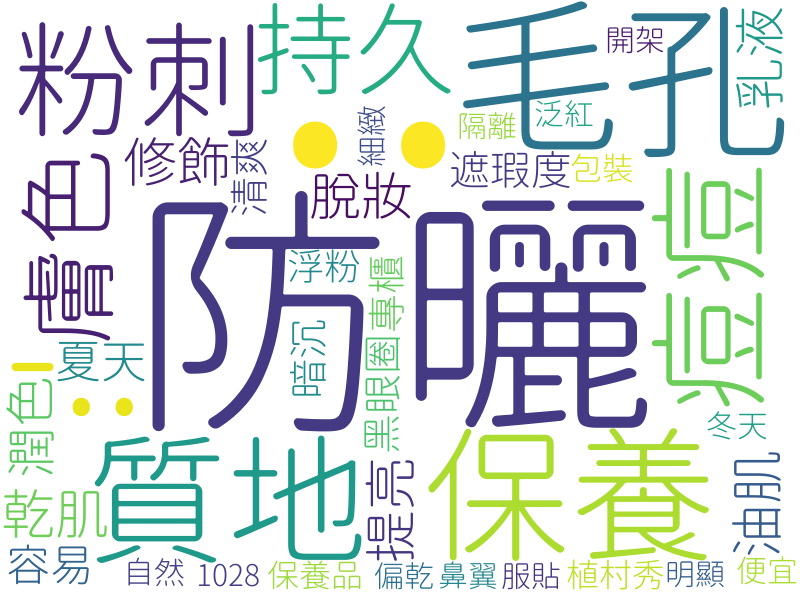 粉刺
持久
毛孔
開架
乳液
泛紅
隔離
細緻
修飾
清爽
遮瑕度
包裝
脫妝
膚色
防曬
痘痘
浮粉
專櫃
暗沉
黑眼圈
夏天
潤色
冬天
質地
保養
提亮
油肌
乾肌
容易
自然
1028
保養品
偏乾
鼻翼
服貼
植村秀
明顯
便宜